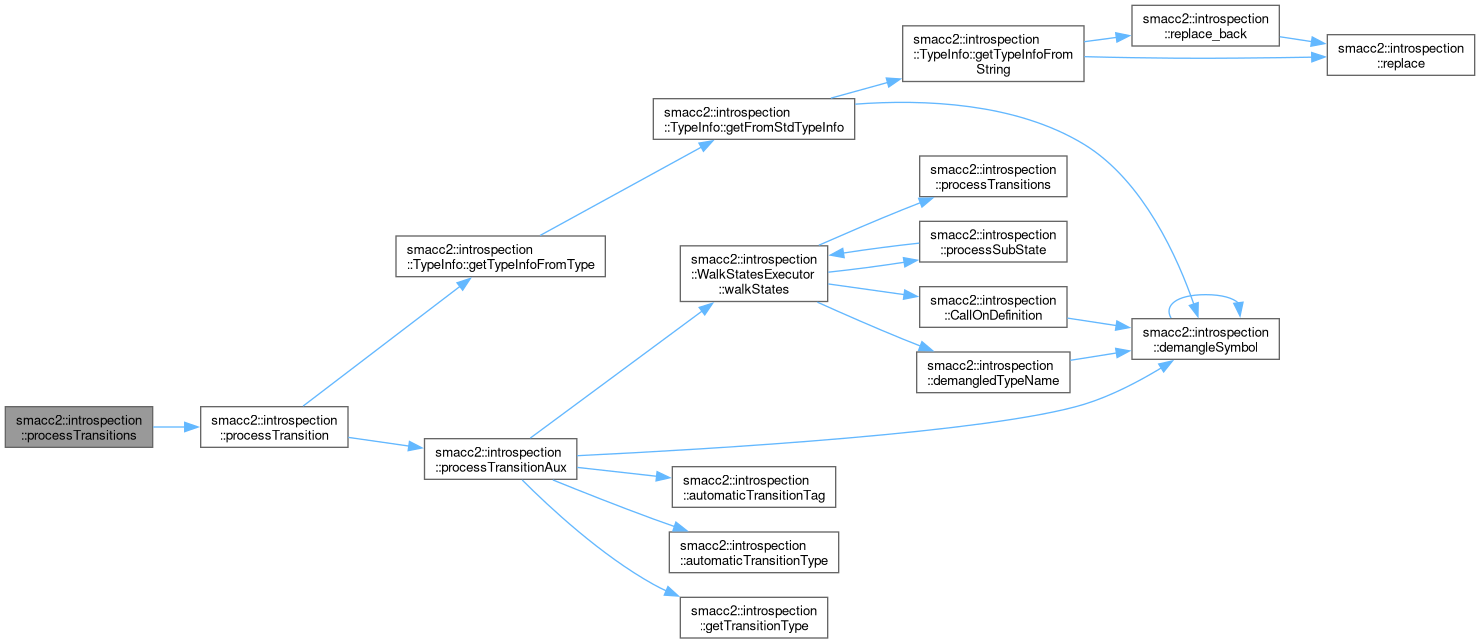 smacc2::introspection
::replace_back
smacc2::introspection
::TypeInfo::getTypeInfoFrom
String
smacc2::introspection
::replace
smacc2::introspection
::TypeInfo::getFromStdTypeInfo
smacc2::introspection
::processTransitions
smacc2::introspection
::processSubState
smacc2::introspection
::TypeInfo::getTypeInfoFromType
smacc2::introspection
::WalkStatesExecutor
::walkStates
smacc2::introspection
::CallOnDefinition
smacc2::introspection
::demangleSymbol
smacc2::introspection
::demangledTypeName
smacc2::introspection
::processTransitions
smacc2::introspection
::processTransition
smacc2::introspection
::processTransitionAux
smacc2::introspection
::automaticTransitionTag
smacc2::introspection
::automaticTransitionType
smacc2::introspection
::getTransitionType